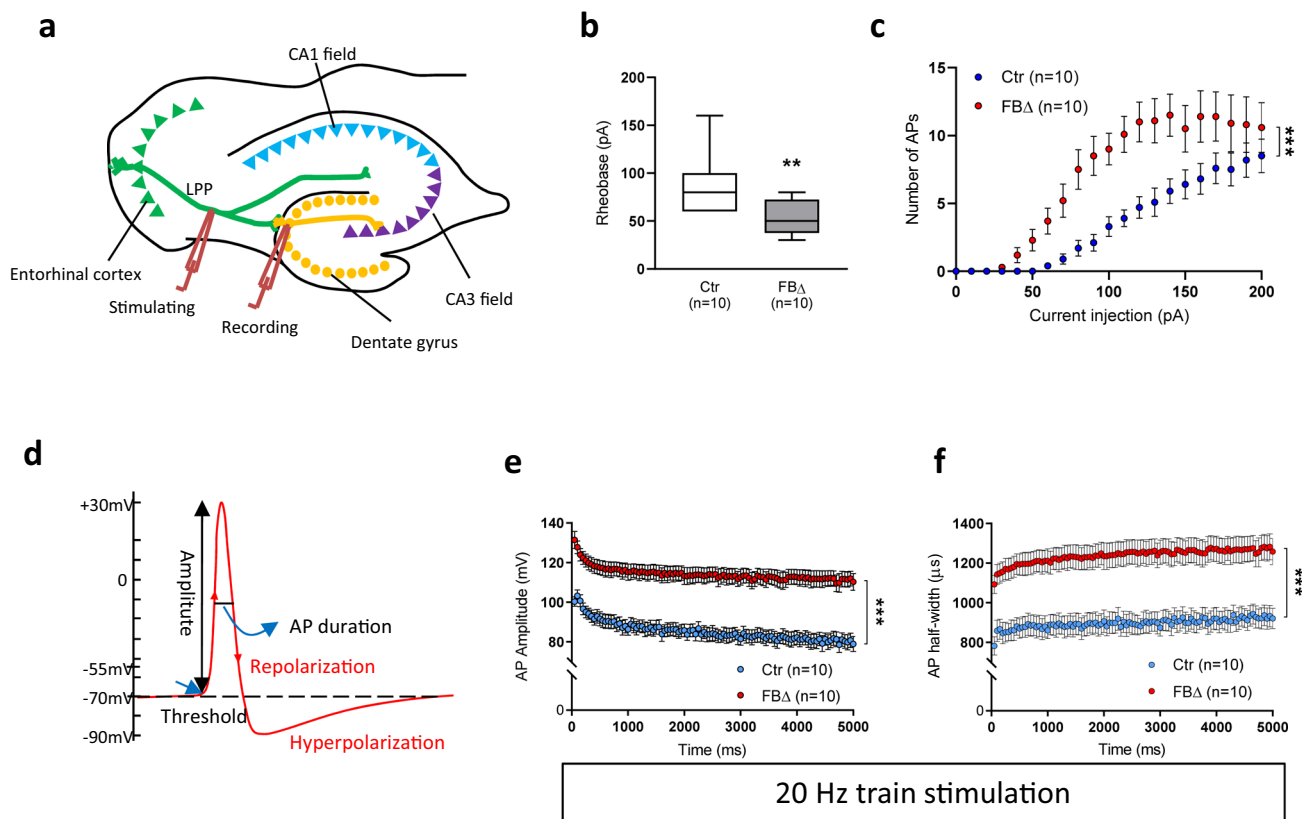 a
CA1 field
LPP
Entorhinal cortex
Stimulating
Recording
CA3 field
Dentate gyrus
b
200
150
100
50
0
Rheobase (pA)
**
Ctr
(n=10)
FBΔ
(n=10)
c
15
10
5
0
Number of APs
Ctr (n=10)
FBΔ (n=10)
***
0
50
100
150
200
Current injection (pA)
d
+30mV
0
-55mV
-70mV
-90mV
Amplitude
AP duration
Repolarization
Threshold
Hyperpolarization
e
140
120
100
80
0
AP Amplitude (mV)
***
Ctr (n=10)
FBΔ (n=10)
0
1000
2000
3000
4000
5000
Time (ms)
f
1400
1200
1000
800
0
AP half-width (µs)
***
Ctr (n=10)
FBΔ (n=10)
0
1000
2000
3000
4000
5000
Time (ms)
20 Hz train stimulation